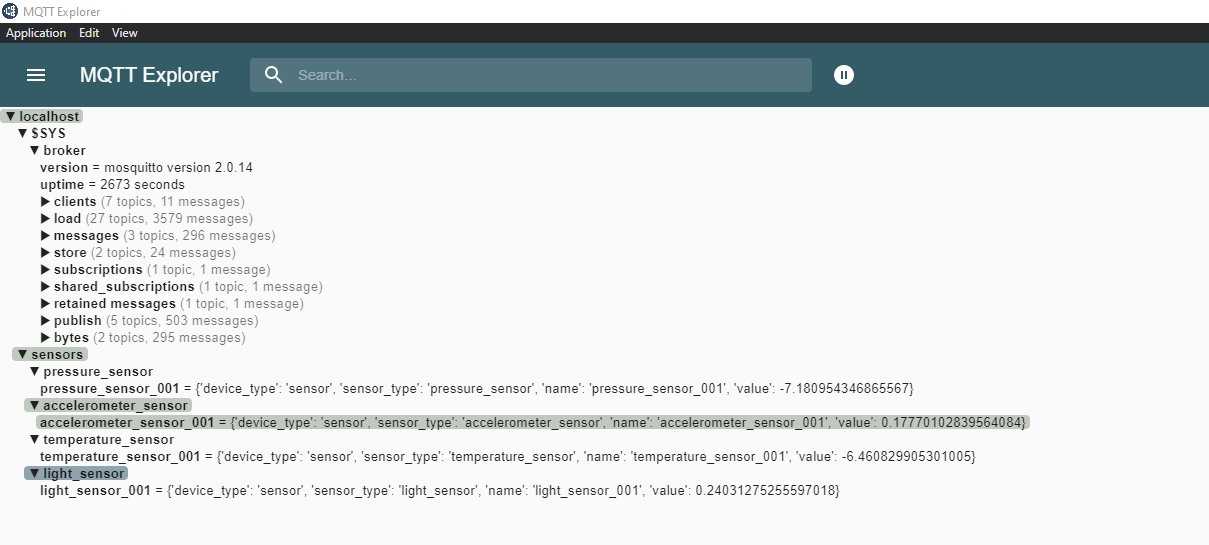 MQTT Explorer
Application Edit View
MQTT Explorer Search...
▼ localhost
▼ $SYS
▼ broker
version = mosquitto version 2.0.14
uptime = 2673 seconds
▶ clients (7 topics, 11 messages)
▶ load (27 topics, 3579 messages)
▶ messages (3 topics, 296 messages)
▶ store (2 topics, 24 messages)
▶ subscriptions (1 topic, 1 message)
▶ shared_subscriptions (1 topic, 1 message)
▶ retained messages (1 topic, 1 message)
▶ publish (5 topics, 503 messages)
▶ bytes (2 topics, 295 messages)
▼ sensors
▼ pressure_sensor
pressure_sensor_001 = {'device_type': 'sensor', 'sensor_type': 'pressure_sensor', 'name': 'pressure_sensor_001', 'value': -7.180954346865567}
▼ accelerometer_sensor
accelerometer_sensor_001 = {'device_type': 'sensor', 'sensor_type': 'accelerometer_sensor', 'name': 'accelerometer_sensor_001', 'value': 0.17770102839564084}
▼ temperature_sensor
temperature_sensor_001 = {'device_type': 'sensor', 'sensor_type': 'temperature_sensor', 'name': 'temperature_sensor_001', 'value': -6.460829905301005}
▼ light_sensor
light_sensor_001 = {'device_type': 'sensor', 'sensor_type': 'light_sensor', 'name': 'light_sensor_001', 'value': 0.24031275255597018}